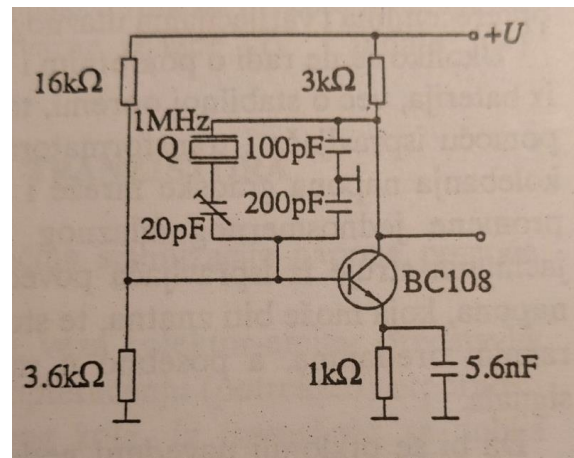 +U
16kΩ
3kΩ
1MHz
Q
100pF
200pF
20pF
BC108
3.6kΩ
1kΩ
5.6nF